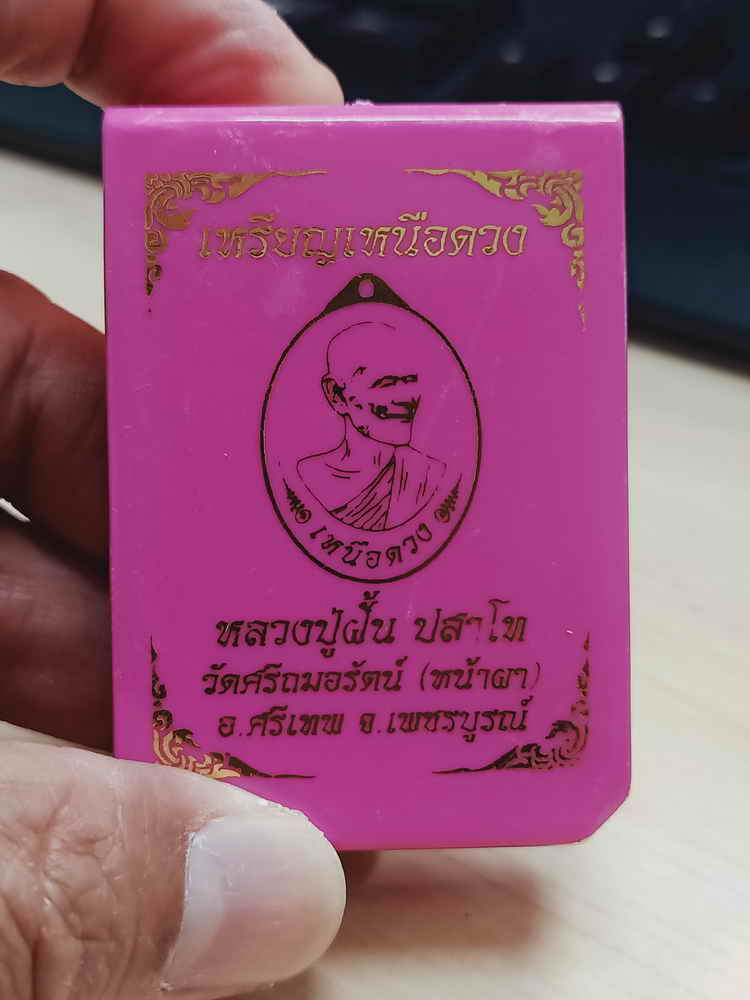 เหรียญเหนือดวง
เหนือดวง
หลวงปู่ฝั้น ปสาโท
วัดศรีถมอรัตน์ (หน้าผา)
อ.ศรีเทพ จ.เพชรบูรณ์